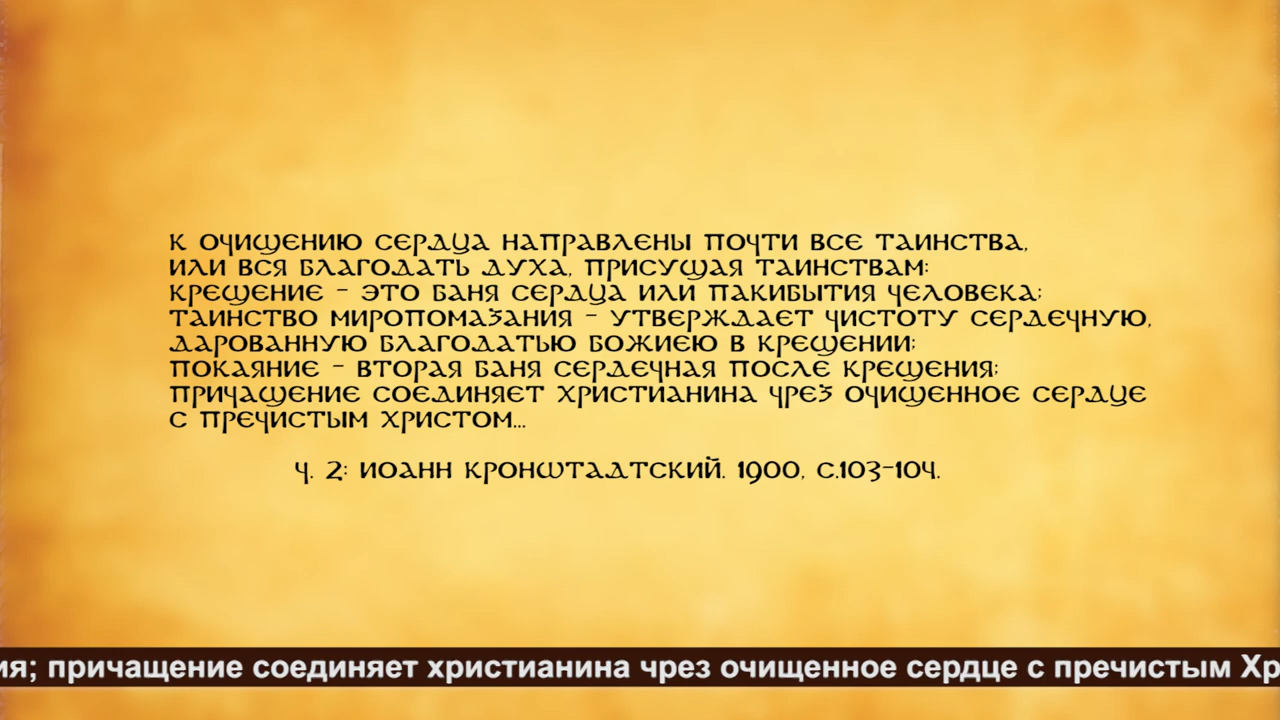 К ОЧИЩЕНИЮ СЕРДЦА НАПРАВЛЕНЫ ПОЧТИ ВСЕ ТАИНСТВА,
ИЛИ ВСЯ БЛАГОДАТЬ ДУХА, ПРИСУЩАЯ ТАИНСТВАМ:
КРЕЩЕНИЕ - ЭТО БАНЯ СЕРДЦА ИЛИ ПАКИБЫТИЯ ЧЕЛОВЕКА;
ТАИНСТВО МИРОПОМАЗАНИЯ - УТВЕРЖДАЕТ ЧИСТОТУ СЕРДЕЧНУЮ,
ДАРОВАННУЮ БЛАГОДАТЬЮ БОЖИЕЮ В КРЕЩЕНИИ;
ПОКАЯНИЕ - ВТОРАЯ БАНЯ СЕРДЕЧНАЯ ПОСЛЕ КРЕЩЕНИЯ;
ПРИЧАЩЕНИЕ СОЕДИНЯЕТ ХРИСТИАНИНА ЧРЕЗ ОЧИЩЕННОЕ СЕРДЦЕ
С ПРЕЧИСТЫМ ХРИСТОМ...
Ч. 2: ИОАНН КРОНШТАДТСКИЙ. 1900, С.103-104.
ия; причащение соединяет христианина чрез очищенное сердце с пречистым Хр